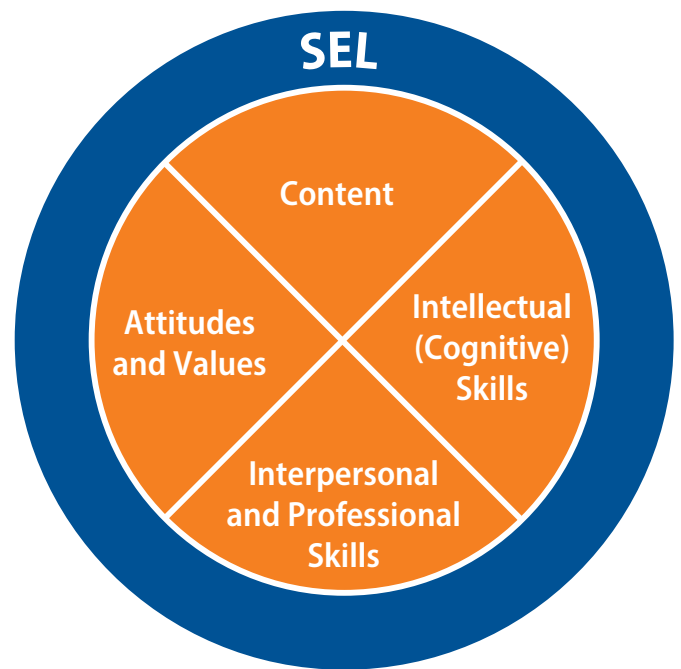 SEL
Content
Attitudes
and Values
Intellectual
(Cognitive)
Skills
Interpersonal
and Professional
Skills